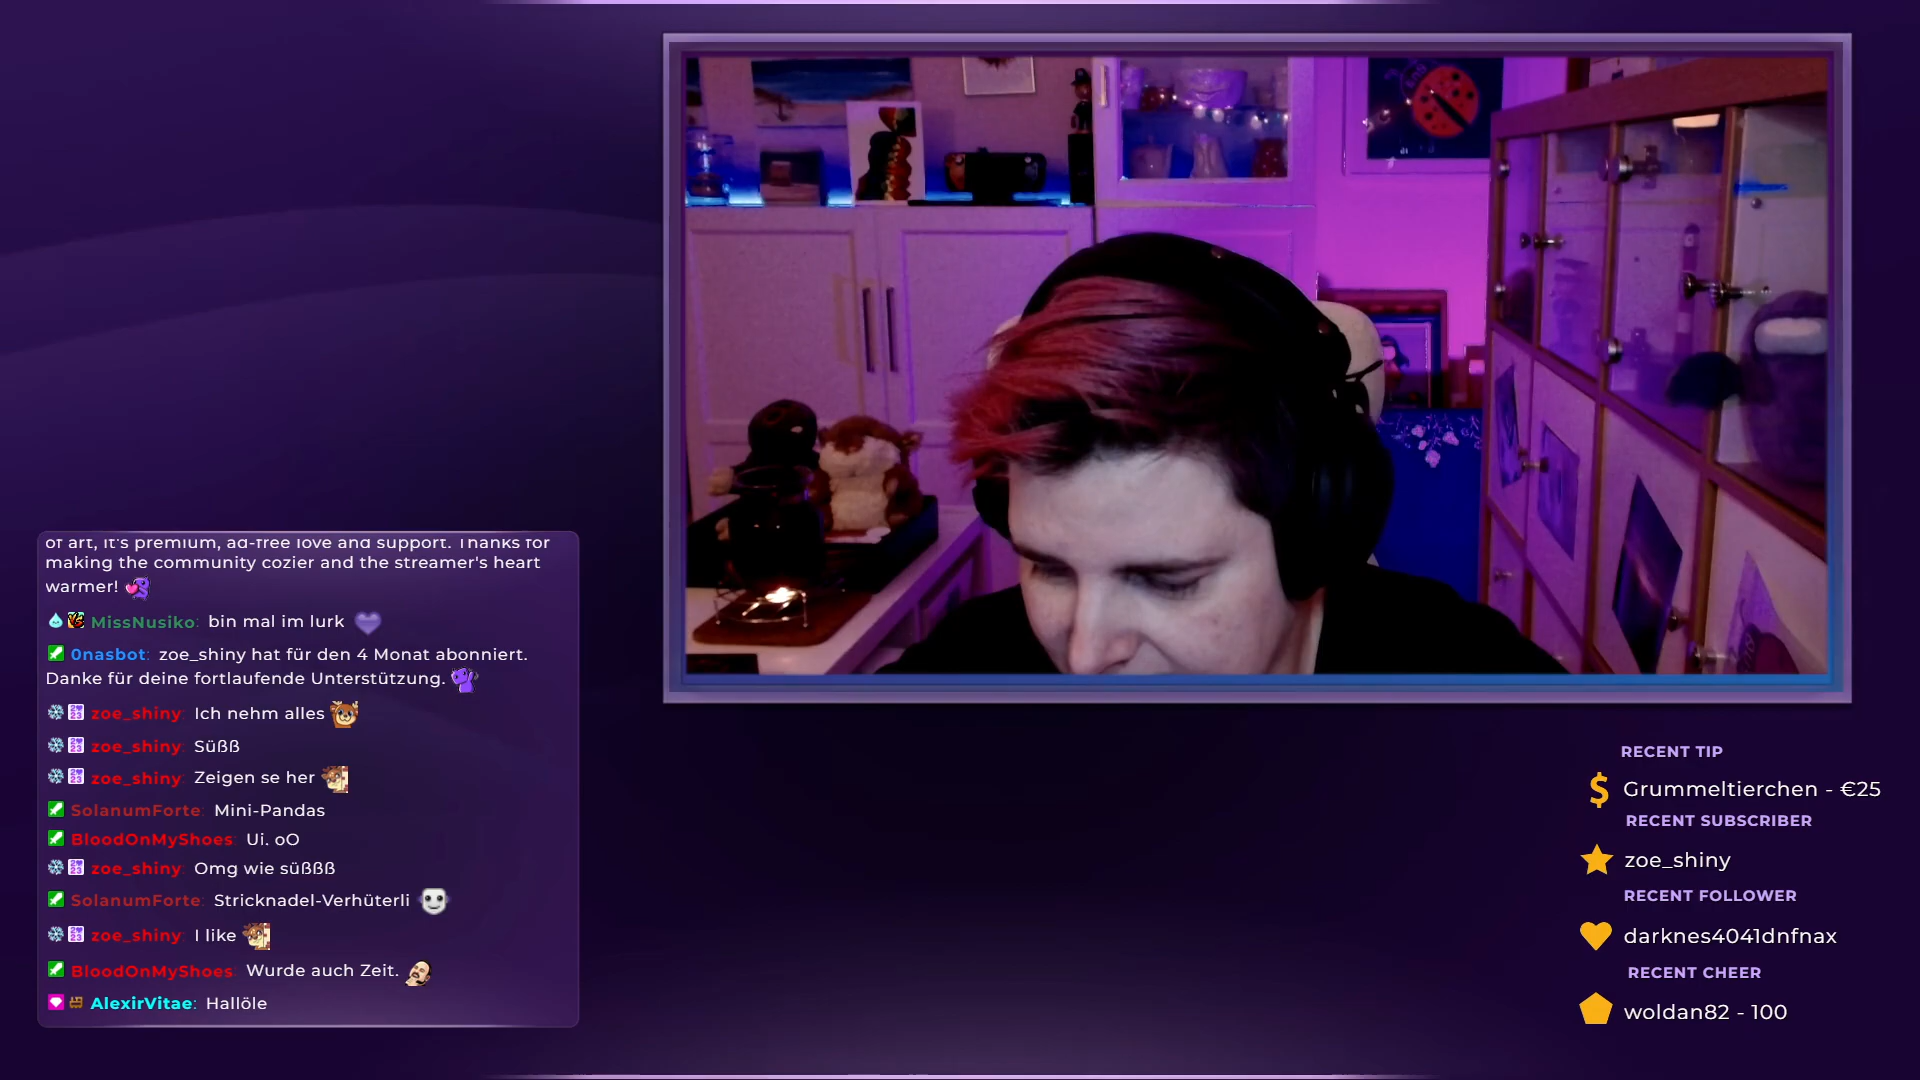 of art, it's premium, ad-free love and support. Thanks for
making the community cozier and the streamer's heart
warmer!
MissNusiko: bin mal im lurk
0nasbot: zoe_shiny hat für den 4 Monat abonniert.
Danke für deine fortlaufende Unterstützung.
zoe_shiny: Ich nehm alles
zoe_shiny: Süßß
zoe_shiny: Zeigen se her
SolanumForte: Mini-Pandas
BloodOnMyShoes: Ui. oO
zoe_shiny: Omg wie süßßß
SolanumForte: Stricknadel-Verhüterli
zoe_shiny: I like
BloodOnMyShoes: Wurde auch Zeit.
AlexirVitae: Hallöle
RECENT TIP
Grummeltierchen - €25
RECENT SUBSCRIBER
zoe_shiny
RECENT FOLLOWER
darknes4041dnfnax
RECENT CHEER
woldan82 - 100